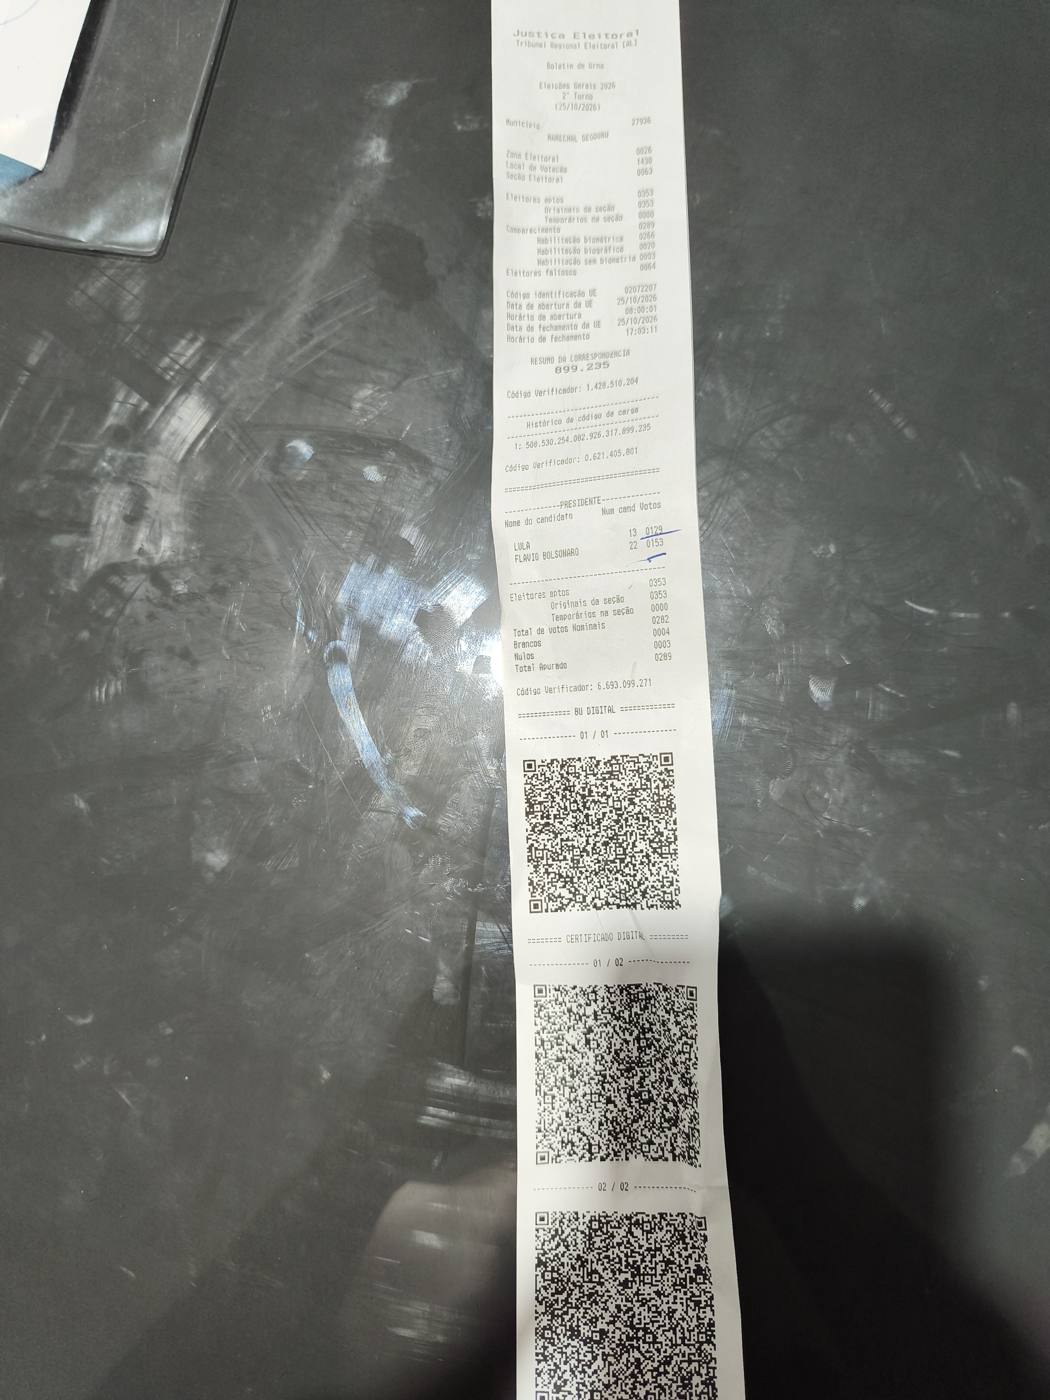 Justiça Eleitoral
Tribunal Regional Eleitoral (AL)
Boletim de Urna
Eleições Gerais 2026
2º Turno
(25/10/2026)
Município 27936
MARECHAL DEODORO
Zona Eleitoral 0026
Local de Votação 1430
Seção Eleitoral 0063
Eleitores aptos 0353
Originais da seção 0353
Temporários na seção 0000
Comparecimento 0289
Habilitação biométrica 0266
Habilitação biográfica 0020
Habilitação sem biometria 0003
Eleitores faltosos 0064
Código identificação UE 02072207
Data de abertura da UE 25/10/2026
Horário de abertura 08:00:01
Data de fechamento da UE 25/10/2026
Horário de fechamento 17:03:11
RESUMO DA CORRESPONDÊNCIA
899.235
Código Verificador: 1.420.510.204
Histórico de código de carga
1: 500.530.254.002.926.317.899.235
Código Verificador: 0.621.405.801
PRESIDENTE
Nome do candidato Num cand Votos
LULA 13 0129
FLAVIO BOLSONARO 22 0153
Eleitores aptos 0353
Originais da seção 0353
Temporários na seção 0000
Total de votos Nominais 0282
Brancos 0004
Nulos 0003
Total Apurado 0289
Código Verificador: 6.693.099.271
============ BU DIGITAL ============
------------ 01 / 01 ------------
======== CERTIFICADO DIGITAL ========
------------ 01 / 02 ------------
------------ 02 / 02 ------------